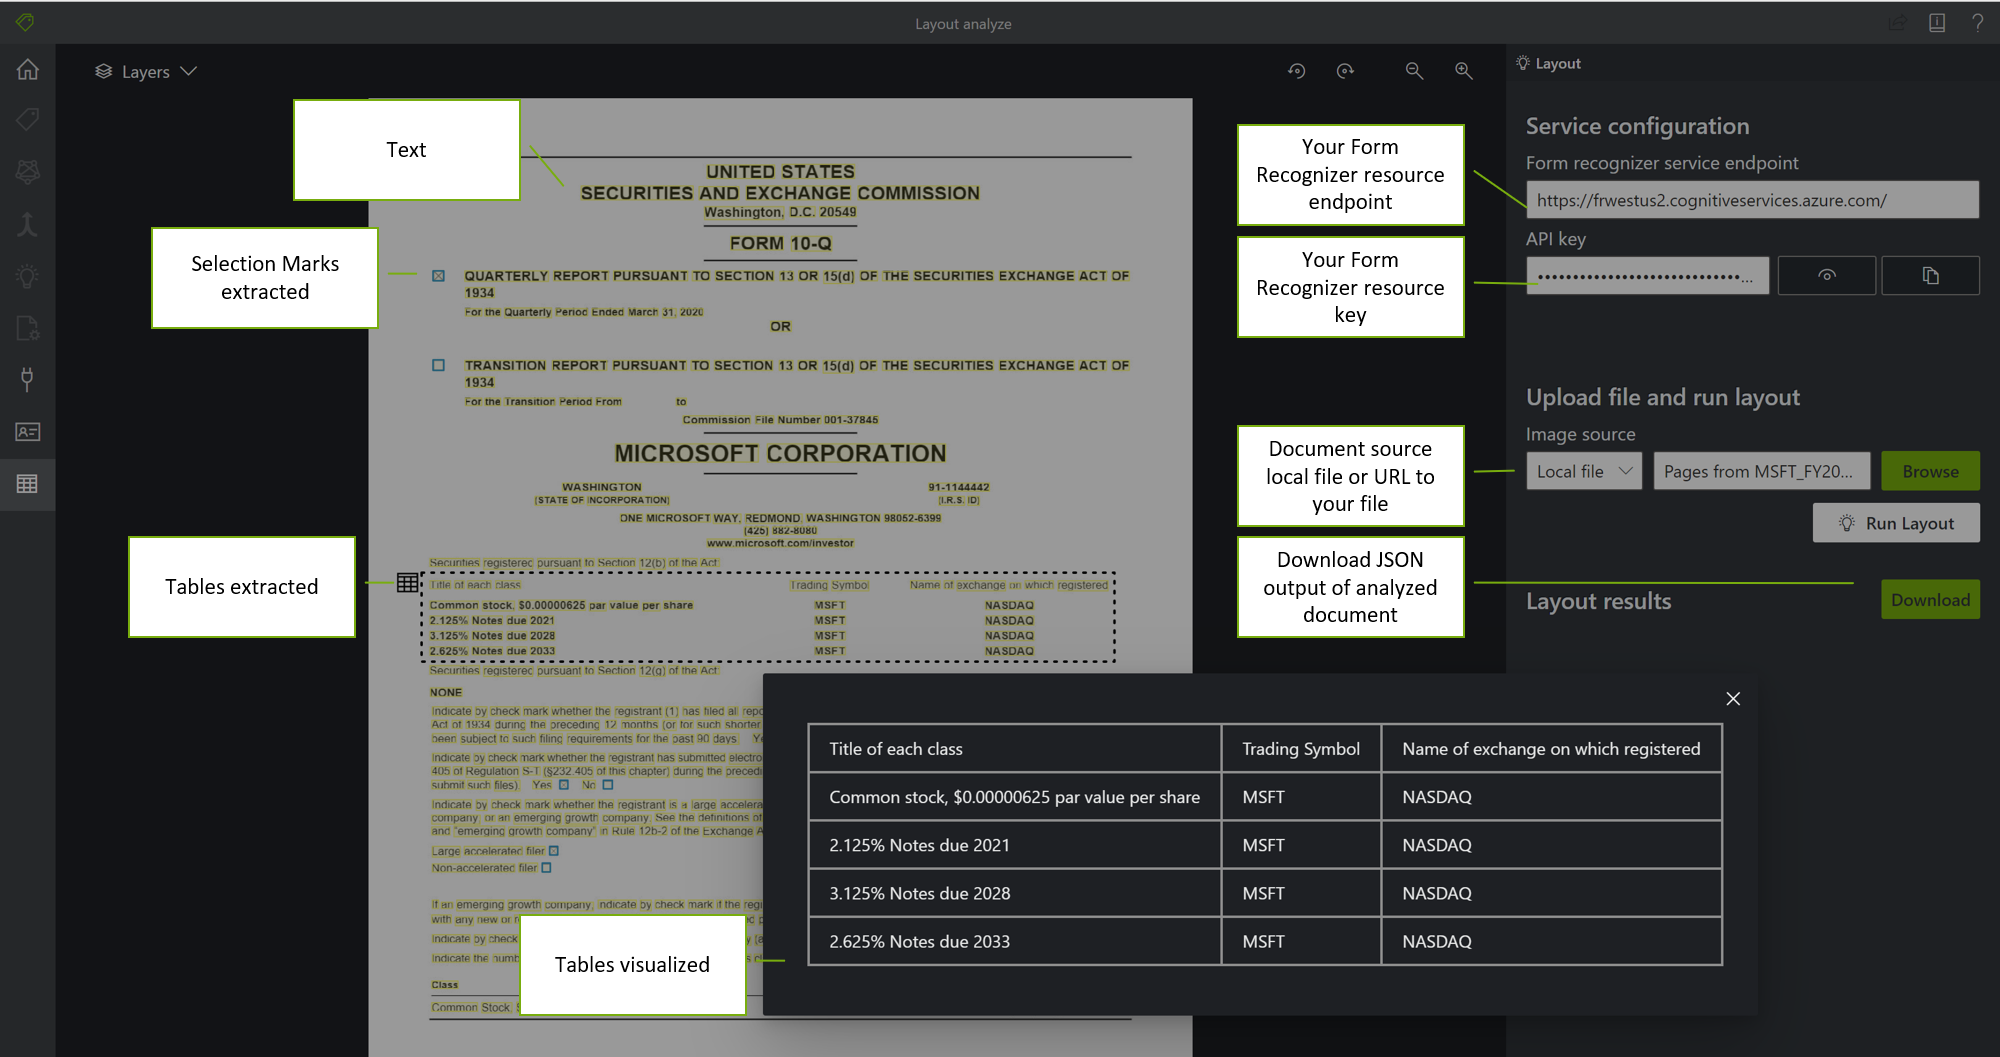 Layout analyze
Layers
Layout
Text
UNITED STATES
SECURITIES AND EXCHANGE COMMISSION
Washington, D.C. 20549
FORM 10-Q
Selection Marks
extracted
QUARTERLY REPORT PURSUANT TO SECTION 13 OR 15(d) OF THE SECURITIES EXCHANGE ACT OF
1934
For the Quarterly Period Ended March 31, 2020
OR
TRANSITION REPORT PURSUANT TO SECTION 13 OR 15(d) OF THE SECURITIES EXCHANGE ACT OF
1934
For the Transition Period From to
Commission File Number 001-37845
MICROSOFT CORPORATION
WASHINGTON 91-1144442
(STATE OF INCORPORATION) (I.R.S. ID)
ONE MICROSOFT WAY, REDMOND, WASHINGTON 98052-6399
(425) 882-8080
www.microsoft.com/investor
Tables extracted
Securities registered pursuant to Section 12(b) of the Act:
Title of each class Trading Symbol Name of exchange on which registered
Common stock, $0.00000625 par value per share MSFT NASDAQ
2.125% Notes due 2021 MSFT NASDAQ
3.125% Notes due 2028 MSFT NASDAQ
2.625% Notes due 2033 MSFT NASDAQ
Securities registered pursuant to Section 12(g) of the Act:
NONE
Indicate by check mark whether the registrant (1) has filed all repo
Act of 1934 during the preceding 12 months (or for such shorter
been subject to such filing requirements for the past 90 days. Ye
Indicate by check mark whether the registrant has submitted electro
405 of Regulation S-T (§232.405 of this chapter) during the precedi
submit such files). Yes No
Indicate by check mark whether the registrant is a large accelera
company, or an emerging growth company. See the definitions of
and "emerging growth company" in Rule 12b-2 of the Exchange A
Large accelerated filer
Non-accelerated filer
If an emerging growth company, indicate by check mark if the regi
with any new or r
Indicate by check
Indicate the numb
Class
Common Stock,
Tables visualized
Title of each class Trading Symbol Name of exchange on which registered
Common stock, $0.00000625 par value per share MSFT NASDAQ
2.125% Notes due 2021 MSFT NASDAQ
3.125% Notes due 2028 MSFT NASDAQ
2.625% Notes due 2033 MSFT NASDAQ
Your Form
Recognizer resource
endpoint
Your Form
Recognizer resource
key
Document source
local file or URL to
your file
Download JSON
output of analyzed
document
Service configuration
Form recognizer service endpoint
https://frwestus2.cognitiveservices.azure.com/
API key
Upload file and run layout
Image source
Local file Pages from MSFT_FY20... Browse
Run Layout
Layout results Download